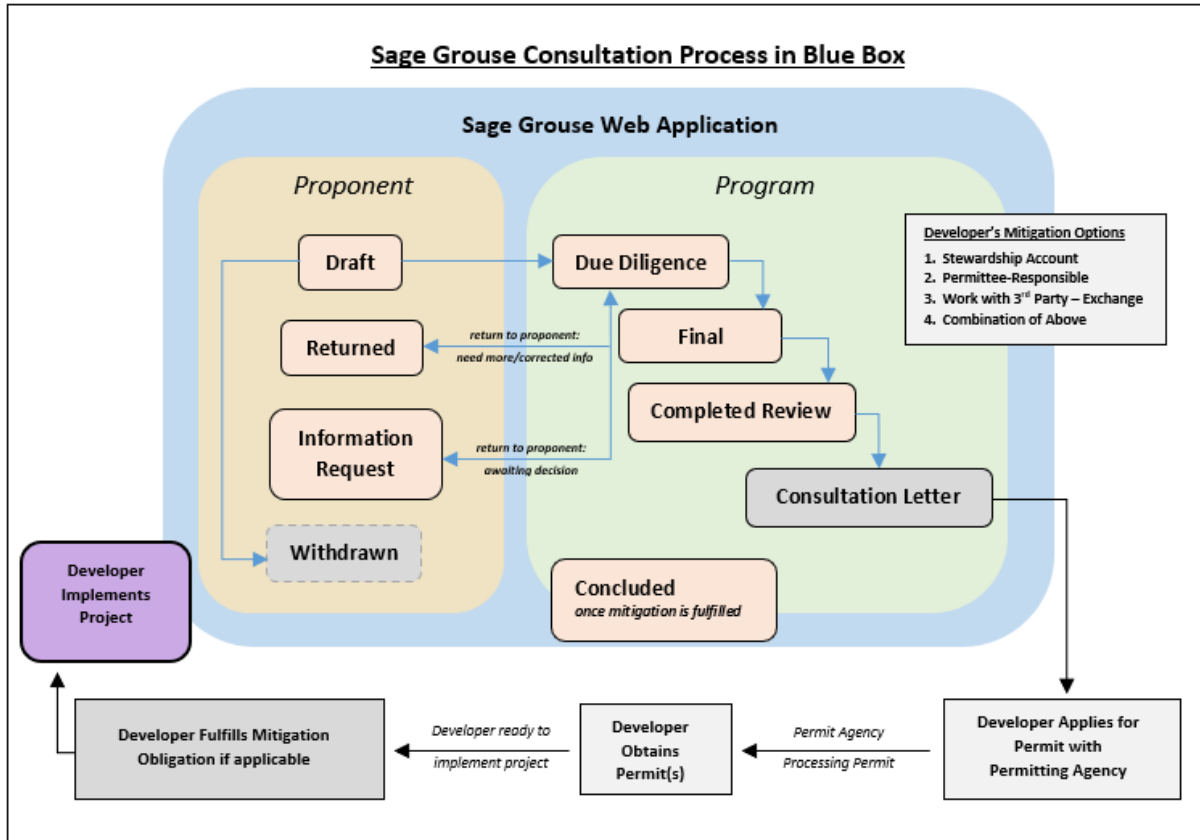 Sage Grouse Consultation Process in Blue Box
Sage Grouse Web Application
Proponent
Program
Developer's Mitigation Options
1. Stewardship Account
2. Permittee-Responsible
3. Work with 3rd Party – Exchange
4. Combination of Above
Draft
Due Diligence
Returned
return to proponent:
need more/corrected info
Final
Completed Review
Information
Request
return to proponent:
awaiting decision
Consultation Letter
Withdrawn
Concluded
once mitigation is fulfilled
Developer
Implements
Project
Developer Fulfills Mitigation
Obligation if applicable
Developer ready to
implement project
Developer
Obtains
Permit(s)
Permit Agency
Processing Permit
Developer Applies for
Permit with
Permitting Agency